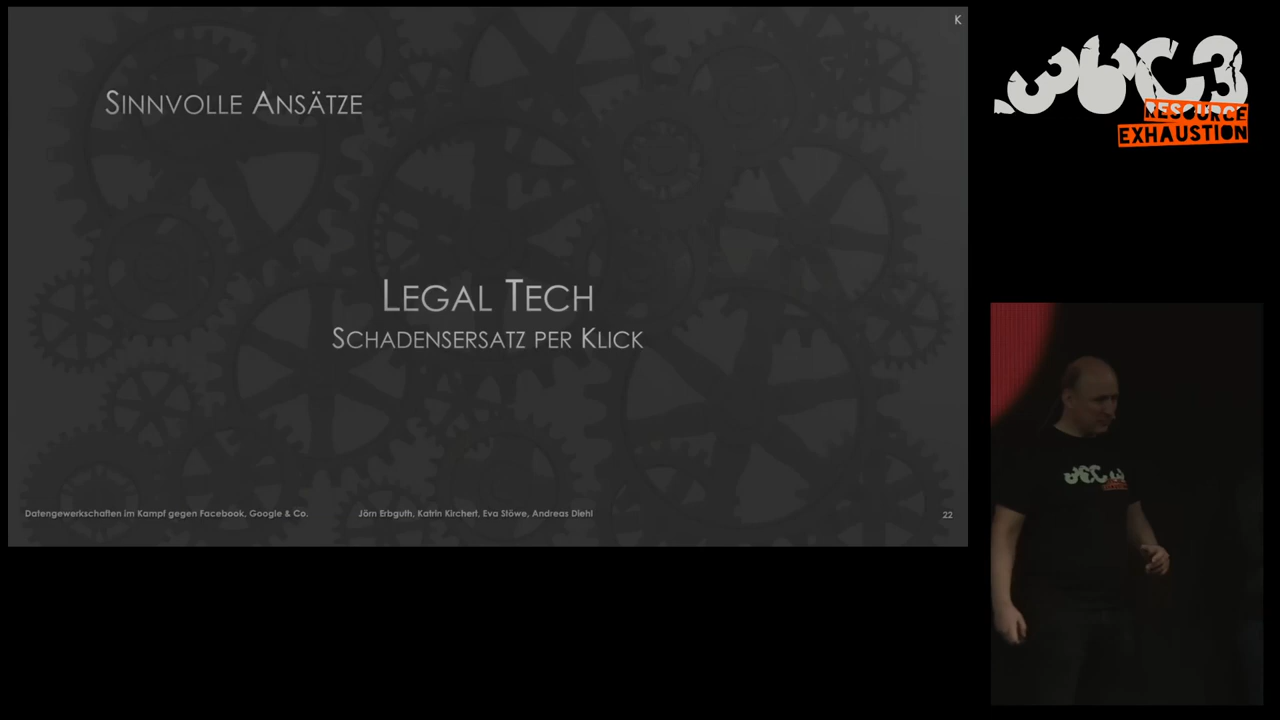 K
Sinnvolle Ansätze
Legal Tech
Schadensersatz per Klick
Datengewerkschaften im Kampf gegen Facebook, Google & Co.
Jörn Erbguth, Katrin Kirchert, Eva Stöwe, Andreas Diehl
22
36C3
RESOURCE
EXHAUSTION